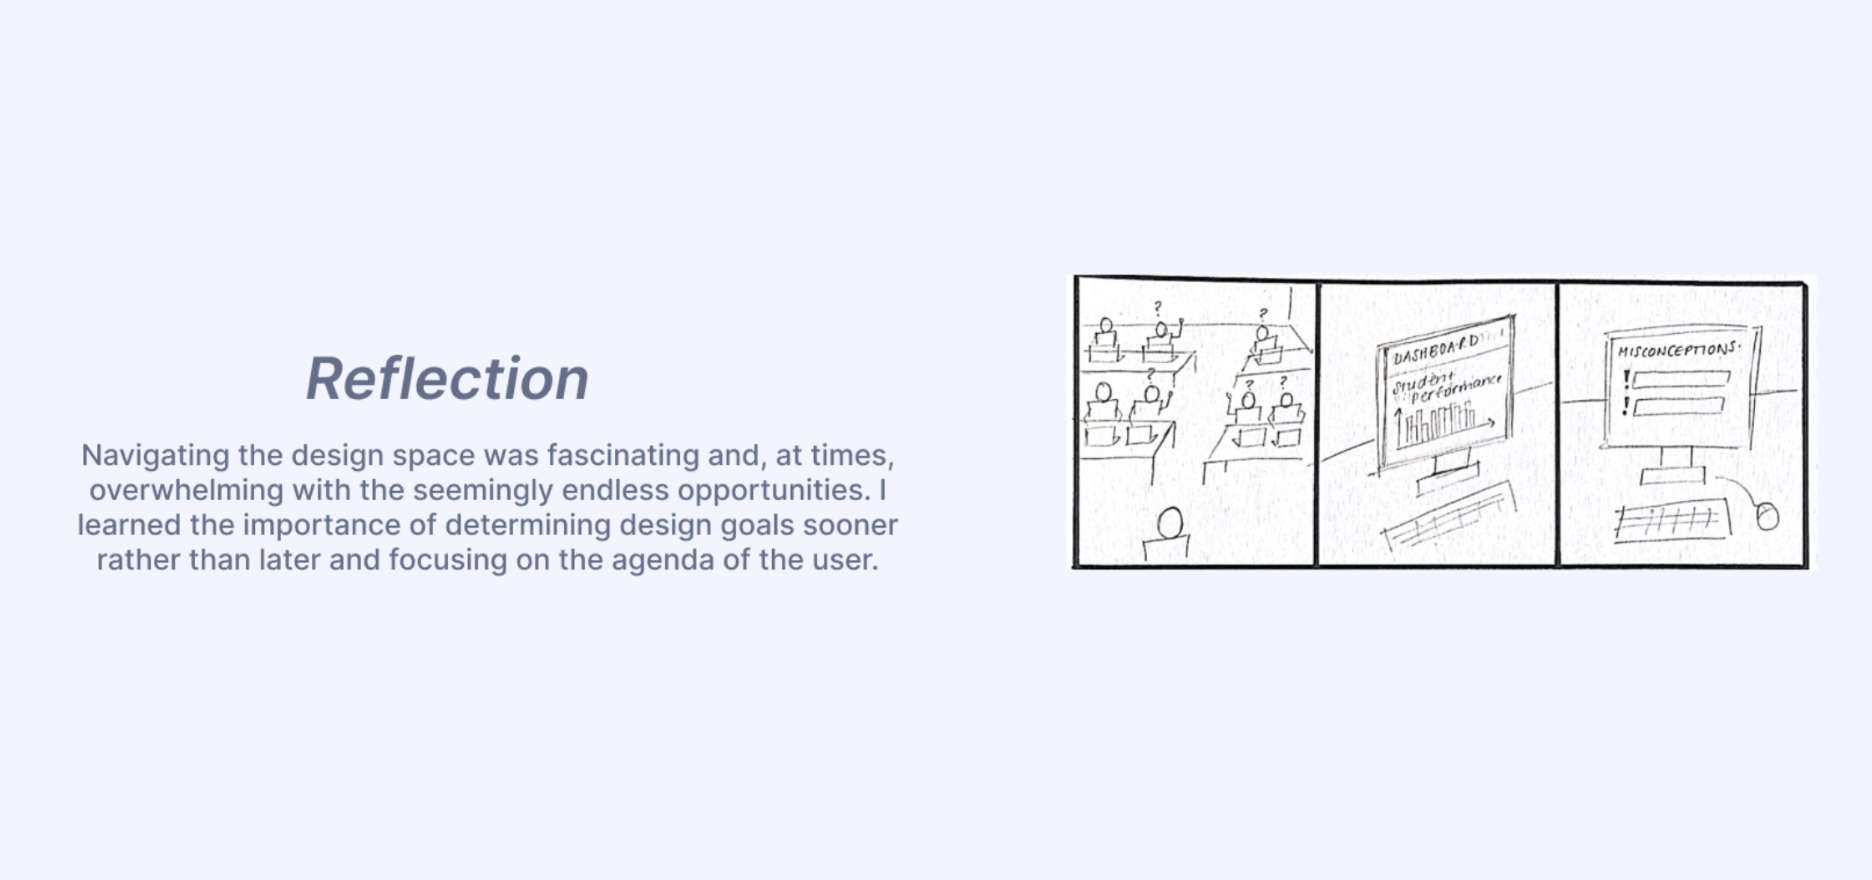 Reflection
Navigating the design space was fascinating and, at times,
overwhelming with the seemingly endless opportunities. I
learned the importance of determining design goals sooner
rather than later and focusing on the agenda of the user.
?
?
?
?
?
DASHBOARD
Student
performance
MISCONCEPTIONS:
!
!